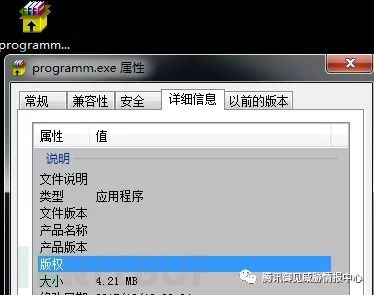 programm...
programm.exe 属性
常规 兼容性 安全 详细信息 以前的版本
属性 值
说明
文件说明
类型 应用程序
文件版本
产品名称
产品版本
版权
大小 4.21 MB
腾讯御见威胁情报中心